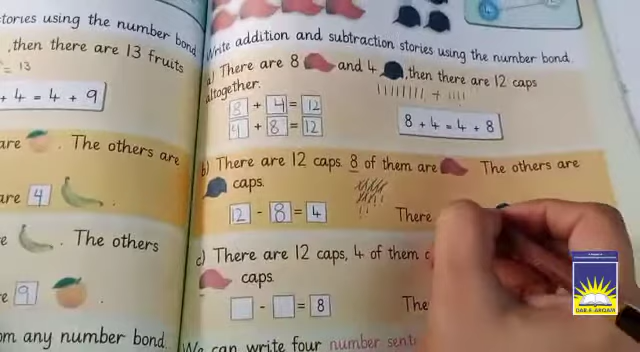 stories using the number bond
, then there are 13 fruits
= 13
+ 4 = 4 + 9
are . The others are
are 4 .
. The others
9 .
om any number bond.
Write addition and subtraction stories using the number bond.
a) There are 8 and 4 , then there are 12 caps
altogether.
8 + 4 = 12
4 + 8 = 12
8 + 4 = 4 + 8
b) There are 12 caps. 8 of them are . The others are
caps.
12 - 8 = 4
There
c) There are 12 caps, 4 of them
caps.
- = 8
The
We can write four number sent
DAR-E-ARQAM